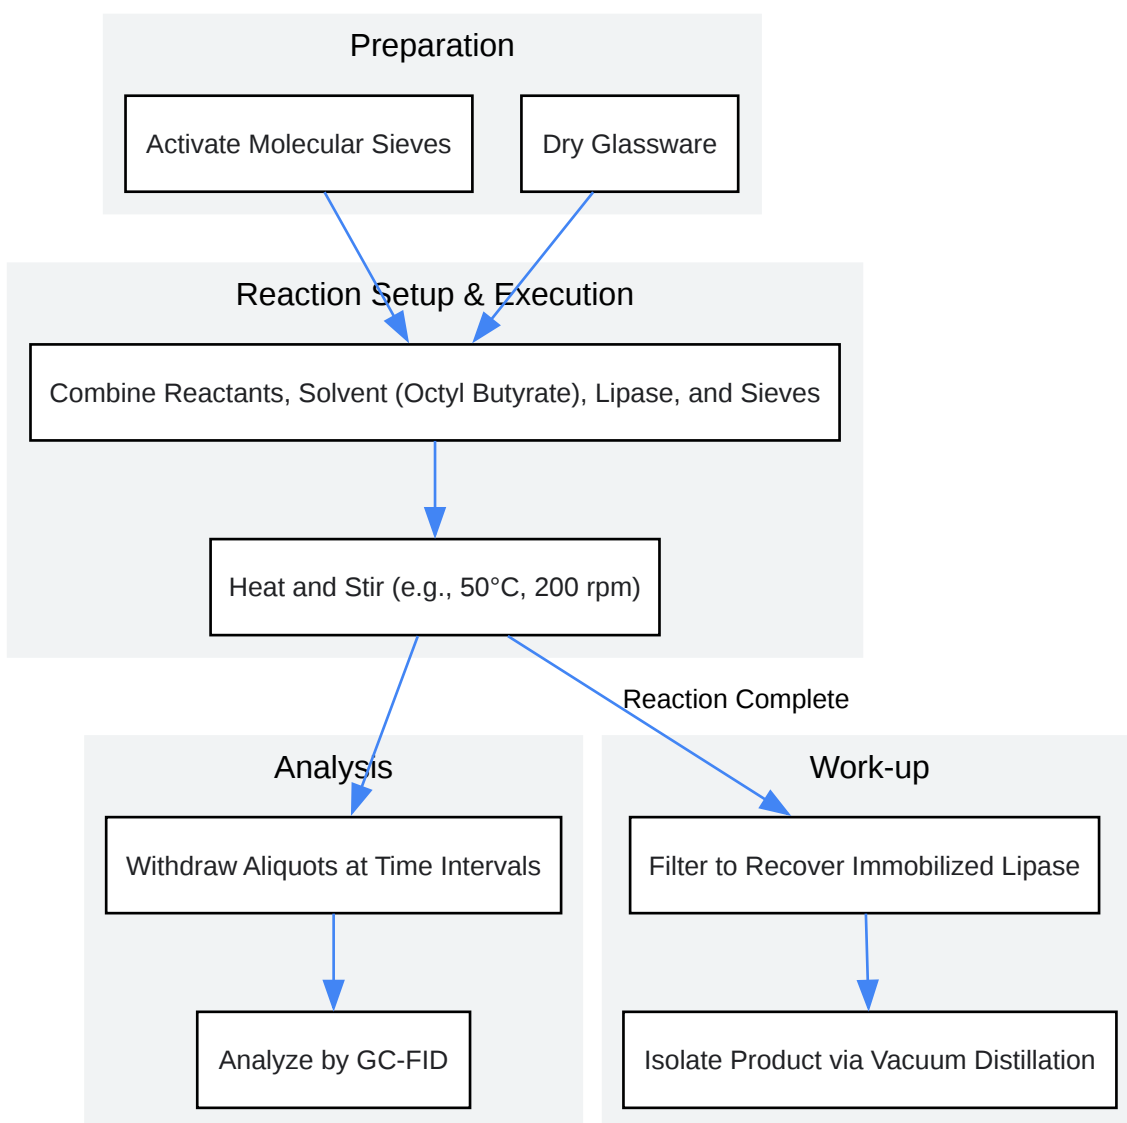 Preparation
Activate Molecular Sieves
Dry Glassware
Reaction Setup & Execution
Combine Reactants, Solvent (Octyl Butyrate), Lipase, and Sieves
Heat and Stir (e.g., 50°C, 200 rpm)
Reaction Complete
Analysis
Withdraw Aliquots at Time Intervals
Analyze by GC-FID
Work-up
Filter to Recover Immobilized Lipase
Isolate Product via Vacuum Distillation